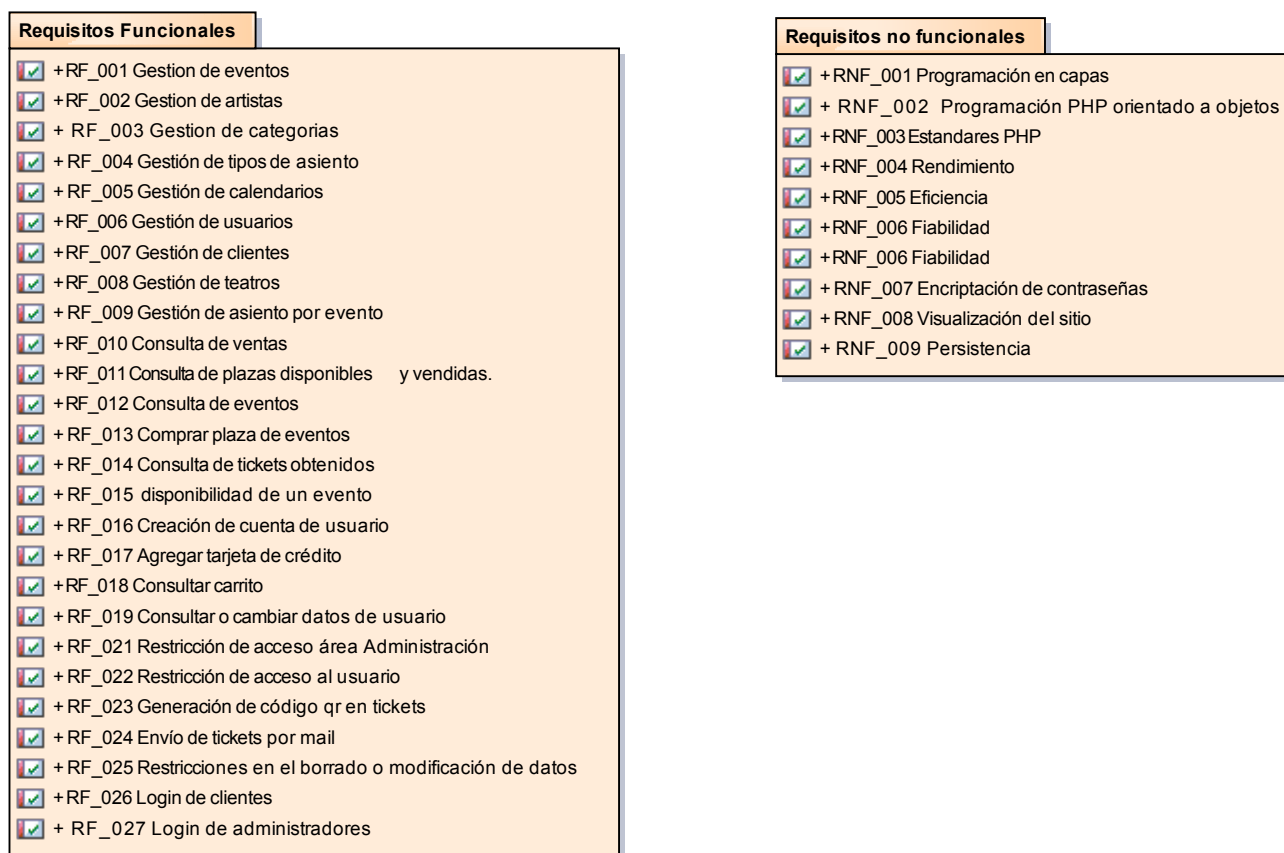 Requisitos Funcionales
+RF_001 Gestion de eventos
+RF_002 Gestion de artistas
+ RF_003 Gestion de categorias
+ RF_004 Gestión de tipos de asiento
+ RF_005 Gestión de calendarios
+RF_006 Gestión de usuarios
+RF_007 Gestión de clientes
+RF_008 Gestión de teatros
+ RF_009 Gestión de asiento por evento
+RF_010 Consulta de ventas
+RF_011 Consulta de plazas disponibles y vendidas.
+RF_012 Consulta de eventos
+ RF_013 Comprar plaza de eventos
+ RF_014 Consulta de tickets obtenidos
+ RF_015 disponibilidad de un evento
+ RF_016 Creación de cuenta de usuario
+ RF_017 Agregar tarjeta de crédito
+RF_018 Consultar carrito
+ RF_019 Consultar o cambiar datos de usuario
+ RF_021 Restricción de acceso área Administración
+ RF_022 Restricción de acceso al usuario
+ RF_023 Generación de código qr en tickets
+ RF_024 Envío de tickets por mail
+ RF_025 Restricciones en el borrado o modificación de datos
+RF_026 Login de clientes
+ RF_027 Login de administradores
Requisitos no funcionales
+ RNF_001 Programación en capas
+ RNF_002 Programación PHP orientado a objetos
+RNF_003 Estandares PHP
+RNF_004 Rendimiento
+RNF_005 Eficiencia
+RNF_006 Fiabilidad
+RNF_006 Fiabilidad
+ RNF_007 Encriptación de contraseñas
+ RNF_008 Visualización del sitio
+ RNF_009 Persistencia